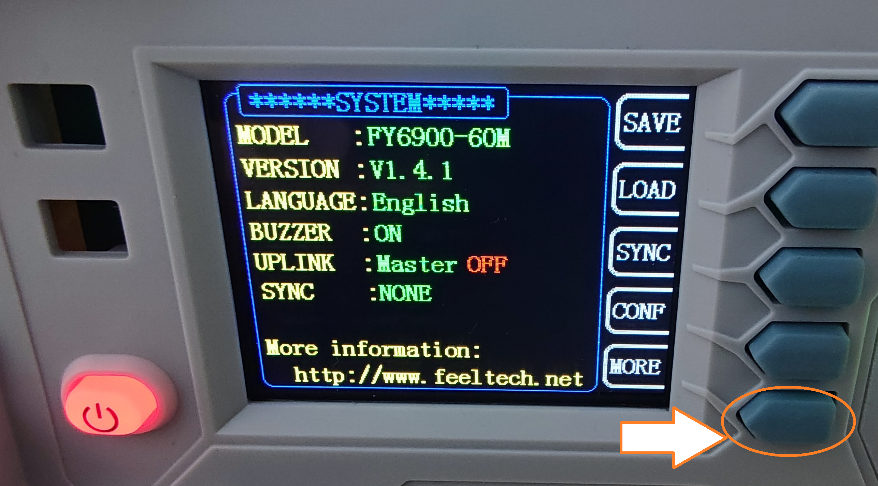 ******SYSTEM*****
MODEL :FY6900-60M
VERSION :V1.4.1
LANGUAGE:English
BUZZER :ON
UPLINK :Master OFF
SYNC :NONE
More information:
http://www.feeltech.net
SAVE
LOAD
SYNC
CONF
MORE